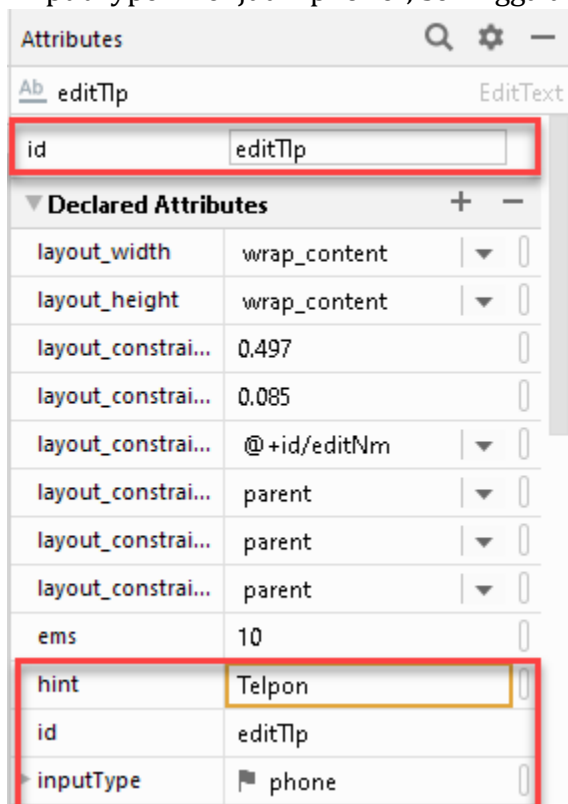 Attributes
Ab editTlp EditText
id editTlp
Declared Attributes
layout_width wrap_content
layout_height wrap_content
layout_constrai... 0.497
layout_constrai... 0.085
layout_constrai... @+id/editNm
layout_constrai... parent
layout_constrai... parent
layout_constrai... parent
ems 10
hint Telpon
id editTlp
inputType phone